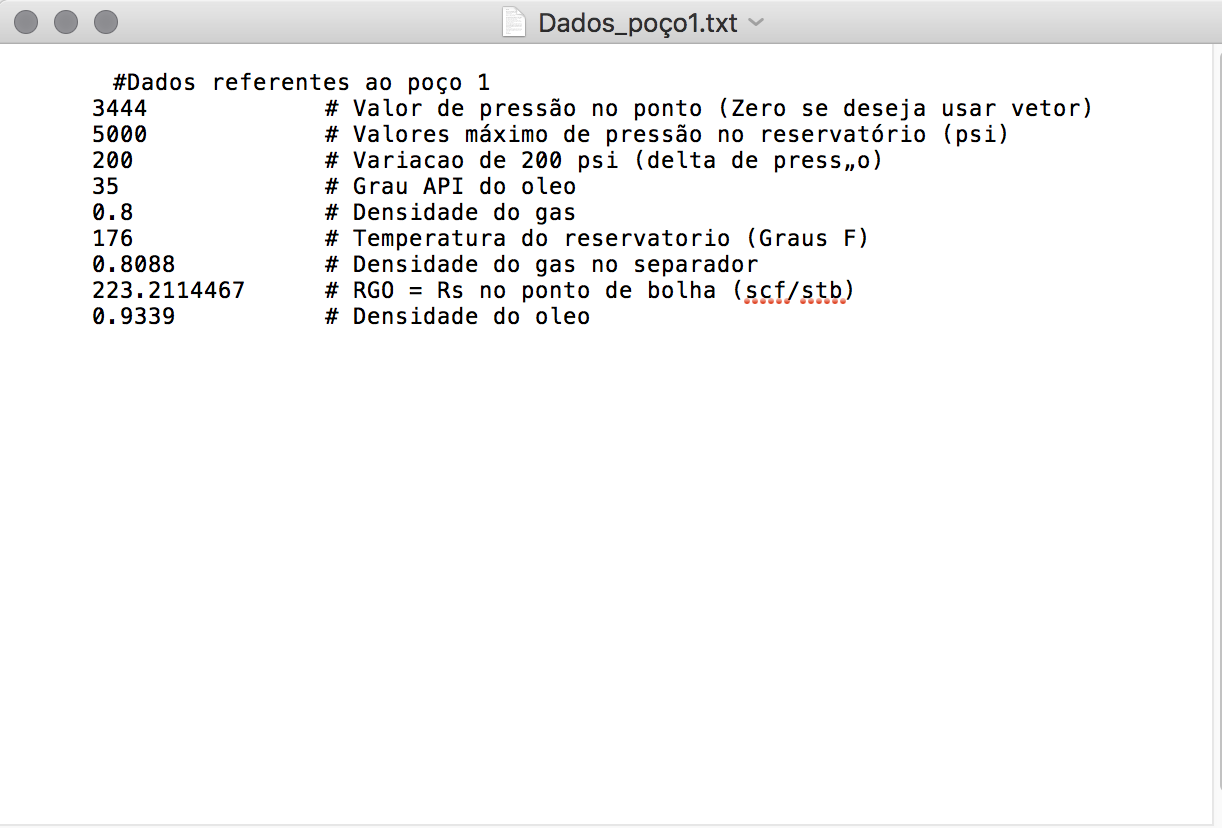 Dados_poço1.txt
#Dados referentes ao poço 1
3444 # Valor de pressão no ponto (Zero se deseja usar vetor)
5000 # Valores máximo de pressão no reservatório (psi)
200 # Variacao de 200 psi (delta de press„o)
35 # Grau API do oleo
0.8 # Densidade do gas
176 # Temperatura do reservatorio (Graus F)
0.8088 # Densidade do gas no separador
223.2114467 # RGO = Rs no ponto de bolha (scf/stb)
0.9339 # Densidade do oleo